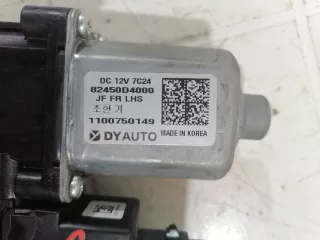 DC 12V 7C24
82450D4000
JF FR LHS
조현기
1100750149
DYAUTO
MADE IN KOREA